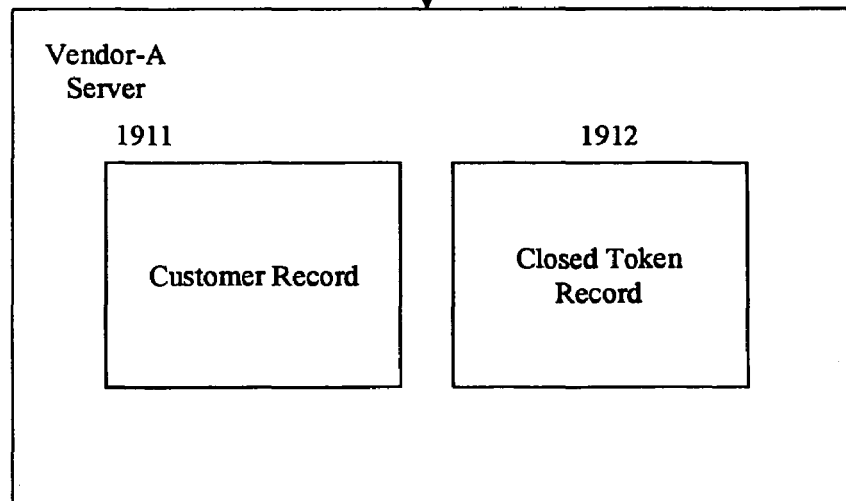 Vendor-A
Server
1911
1912
Customer Record
Closed Token
Record